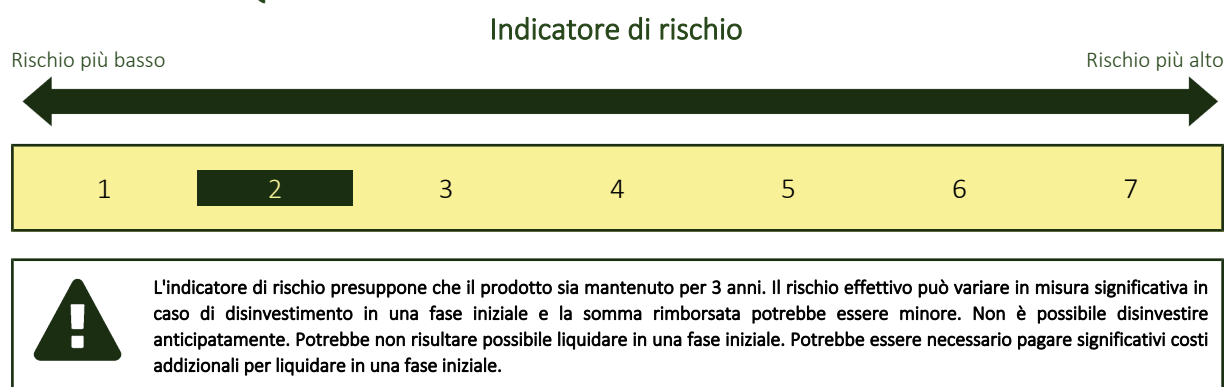 Indicatore di rischio
Rischio più basso
Rischio più alto
1 2 3 4 5 6 7
L'indicatore di rischio presuppone che il prodotto sia mantenuto per 3 anni. Il rischio effettivo può variare in misura significativa in
caso di disinvestimento in una fase iniziale e la somma rimborsata potrebbe essere minore. Non è possibile disinvestire
anticipatamente. Potrebbe non risultare possibile liquidare in una fase iniziale. Potrebbe essere necessario pagare significativi costi
addizionali per liquidare in una fase iniziale.